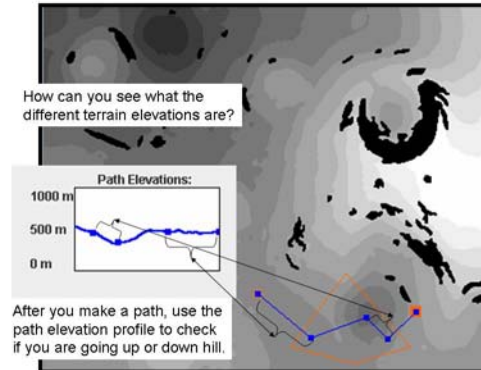 How can you see what the
different terrain elevations are?
Path Elevations:
1000 m
500 m
0 m
After you make a path, use the
path elevation profile to check
if you are going up or down hill.